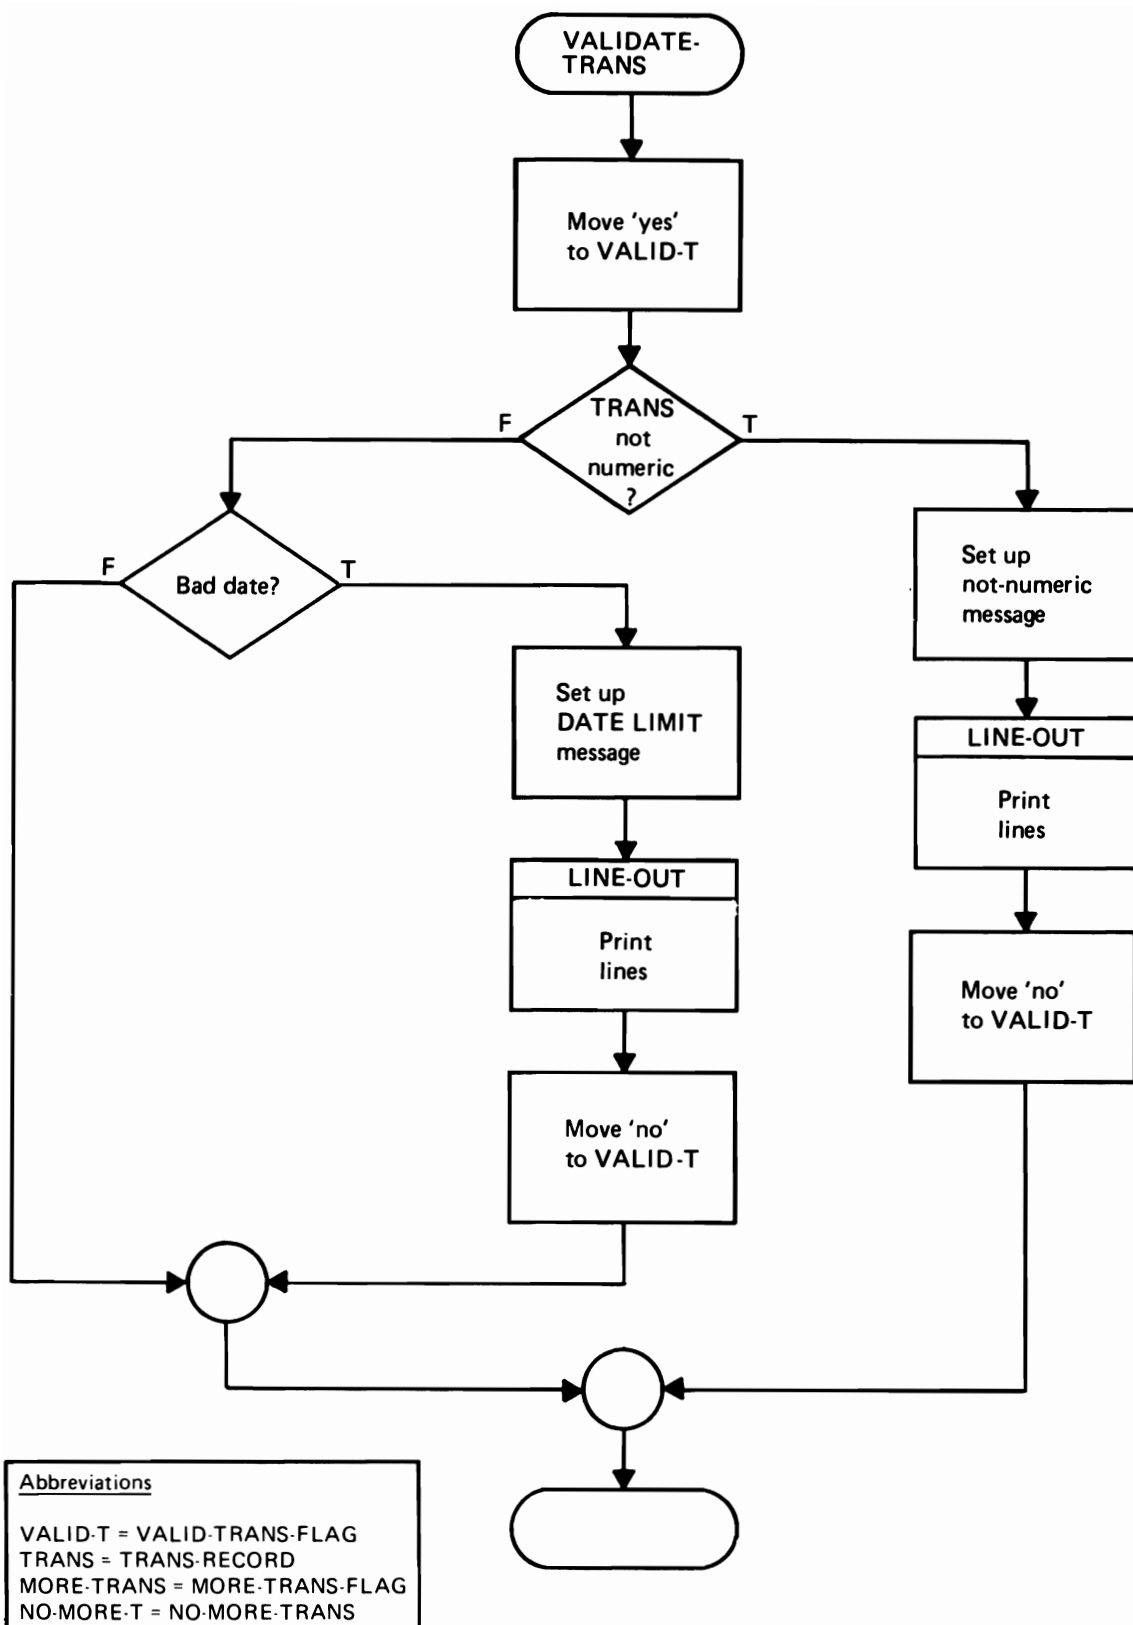 VALIDATE-
TRANS
Move 'yes'
to VALID-T
TRANS
not
numeric
?
F
T
Bad date?
F
T
Set up
not-numeric
message
Set up
DATE LIMIT
message
LINE-OUT
Print
lines
LINE-OUT
Print
lines
Move 'no'
to VALID-T
Move 'no'
to VALID-T
Abbreviations
VALID-T = VALID-TRANS-FLAG
TRANS = TRANS-RECORD
MORE-TRANS = MORE-TRANS-FLAG
NO-MORE-T = NO-MORE-TRANS